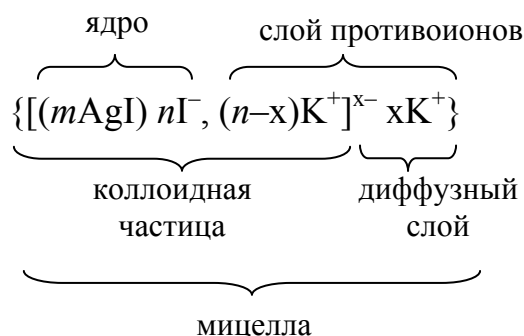 ядро слой противоионов
{[(mAgI) nI⁻, (n–x)K⁺]ˣ⁻ xK⁺}
коллоидная частица
диффузный слой
мицелла